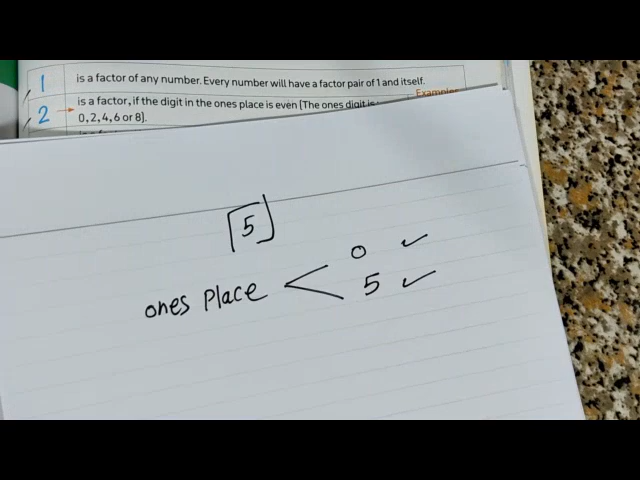 1 is a factor of any number. Every number will have a factor pair of 1 and itself.
Examples
2 is a factor, if the digit in the ones place is even [The ones digit is
0, 2, 4, 6 or 8].
5
ones place
0 ✓
5 ✓